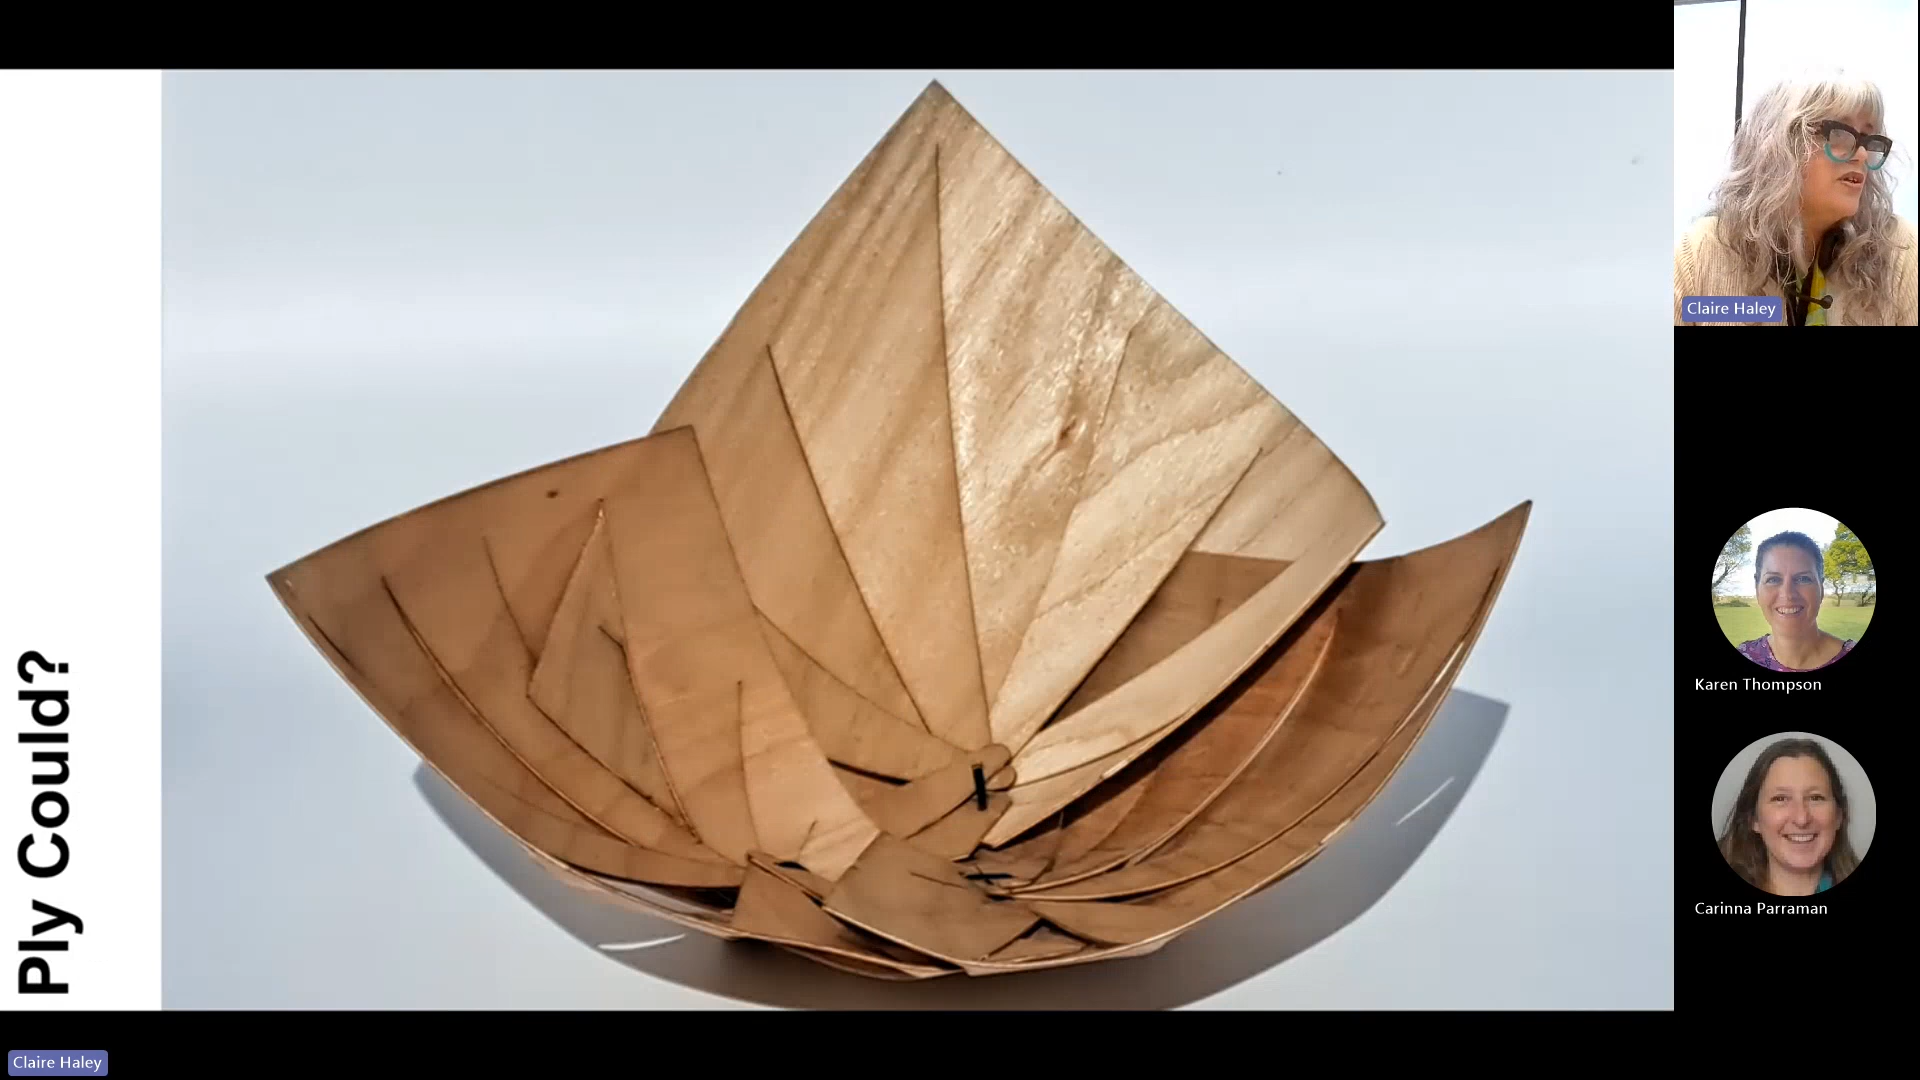 Ply Could?
Claire Haley
Karen Thompson
Carinna Parraman
Claire Haley